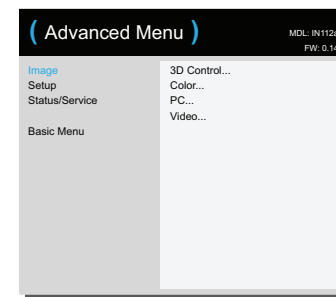 ( Advanced Menu )
MDL: IN112a
FW: 0.14
Image
Setup
Status/Service
Basic Menu
3D Control...
Color...
PC...
Video...